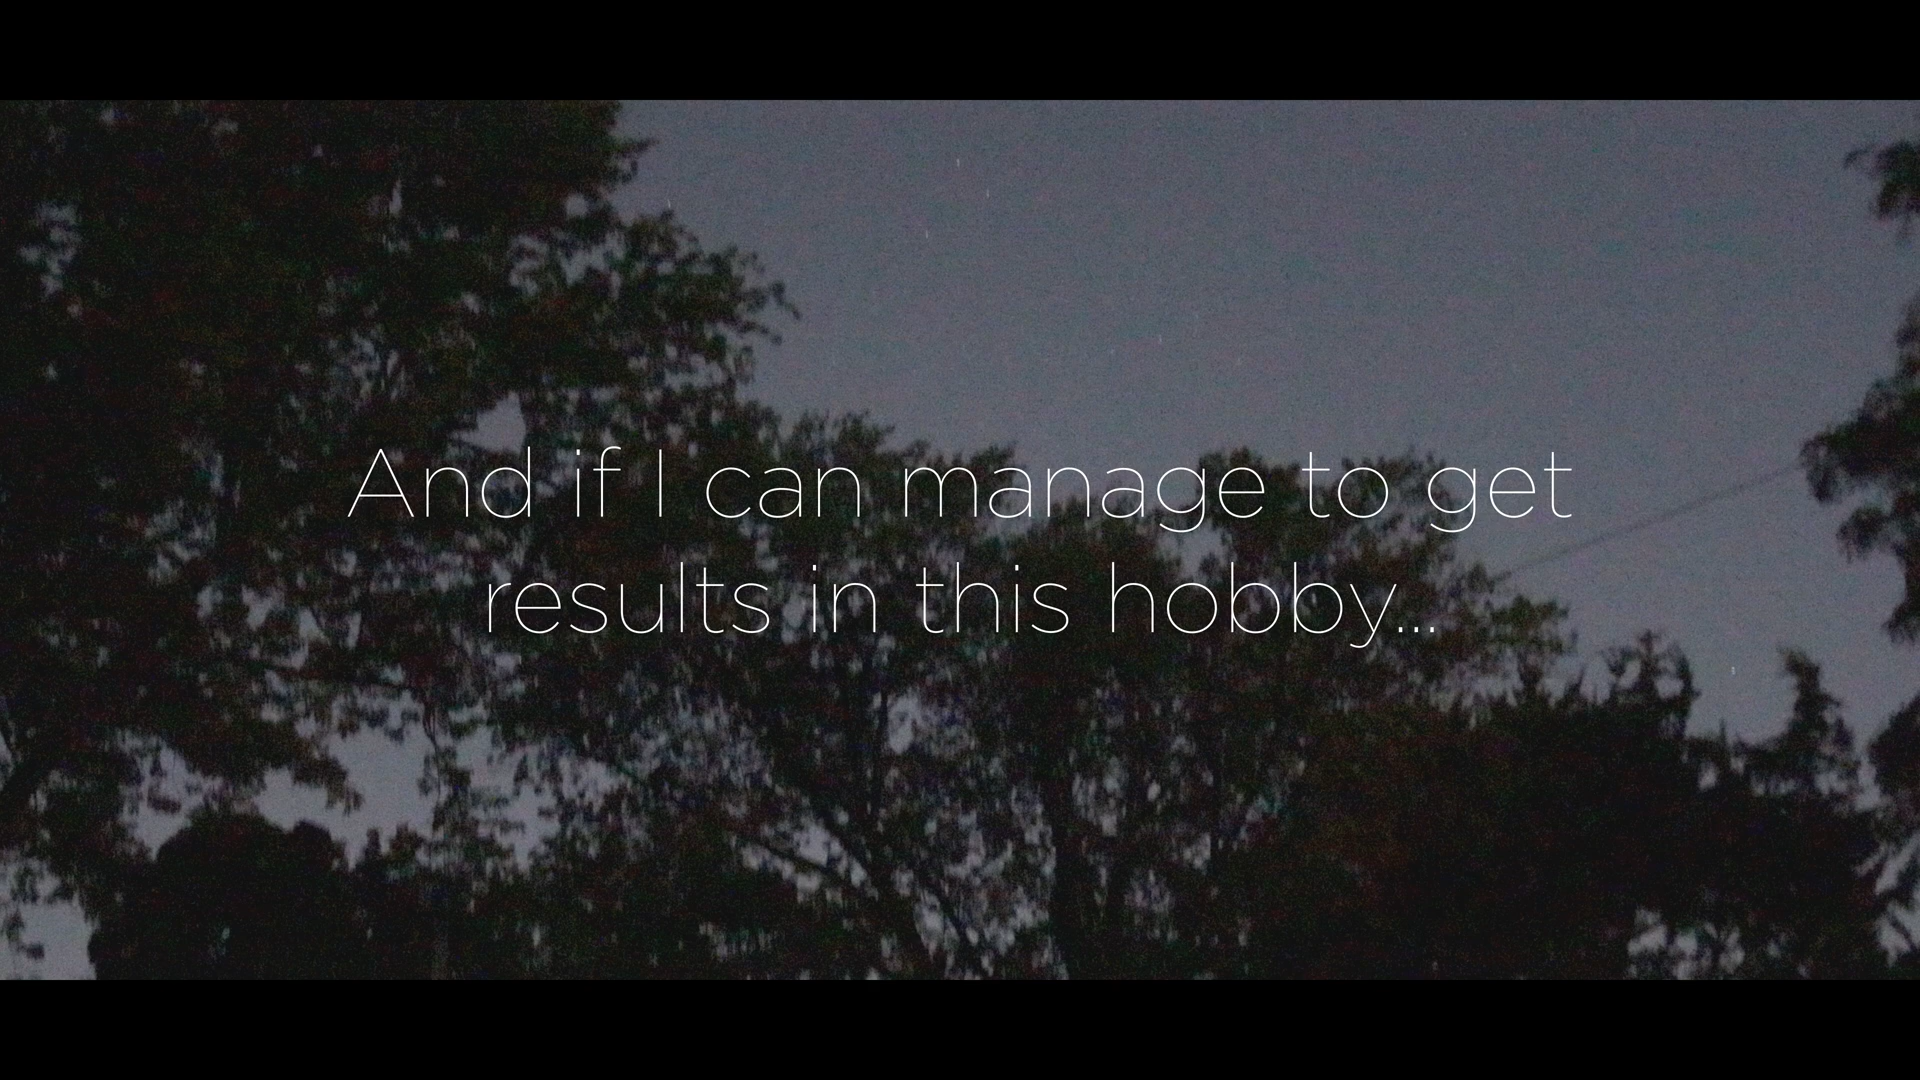 And if I can manage to get
results in this hobby...